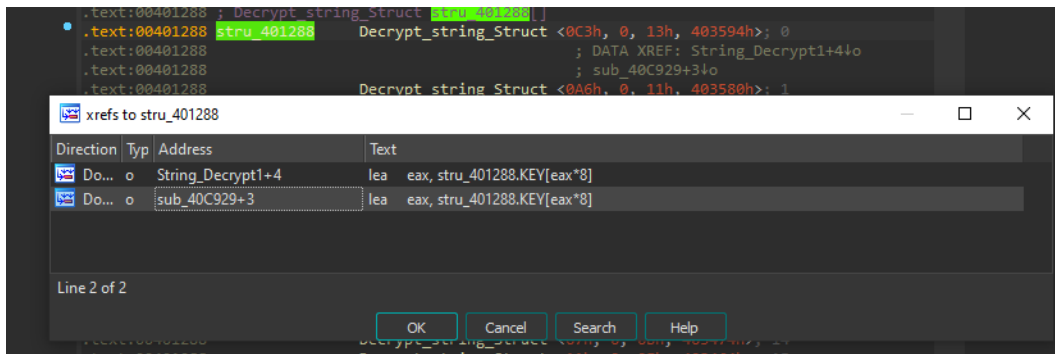 .text:00401288 ; Decrypt_string_Struct stru_401288[]
.text:00401288 stru_401288 Decrypt_string_Struct <0C3h, 0, 13h, 403594h>; 0
.text:00401288 ; DATA XREF: String_Decrypt1+4↓o
.text:00401288 ; sub_40C929+3↓o
.text:00401288 Decrypt_string_Struct <0A6h, 0, 11h, 403580h>; 1
xrefs to stru_401288
Direction Typ Address Text
Do... o String_Decrypt1+4 lea eax, stru_401288.KEY[eax*8]
Do... o sub_40C929+3 lea eax, stru_401288.KEY[eax*8]
Line 2 of 2
OK Cancel Search Help